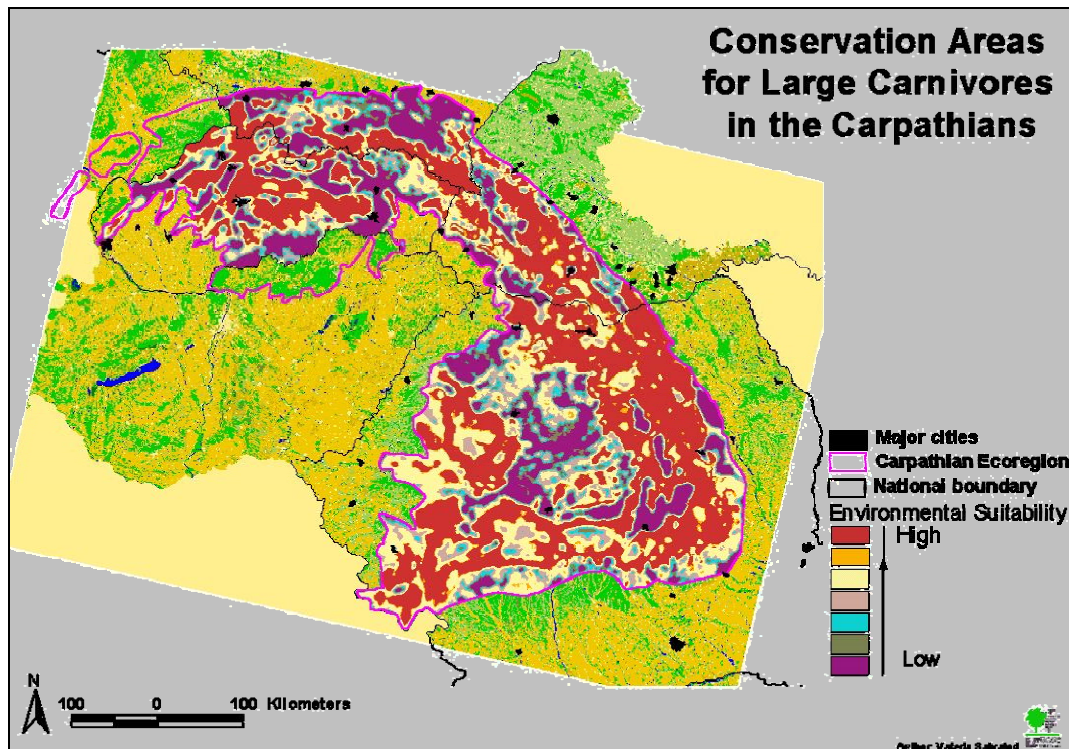 Conservation Areas
for Large Carnivores
in the Carpathians
Major cities
Carpathian Ecoregion
National boundary
Environmental Suitability
High
Low
N
100 0 100 Kilometers